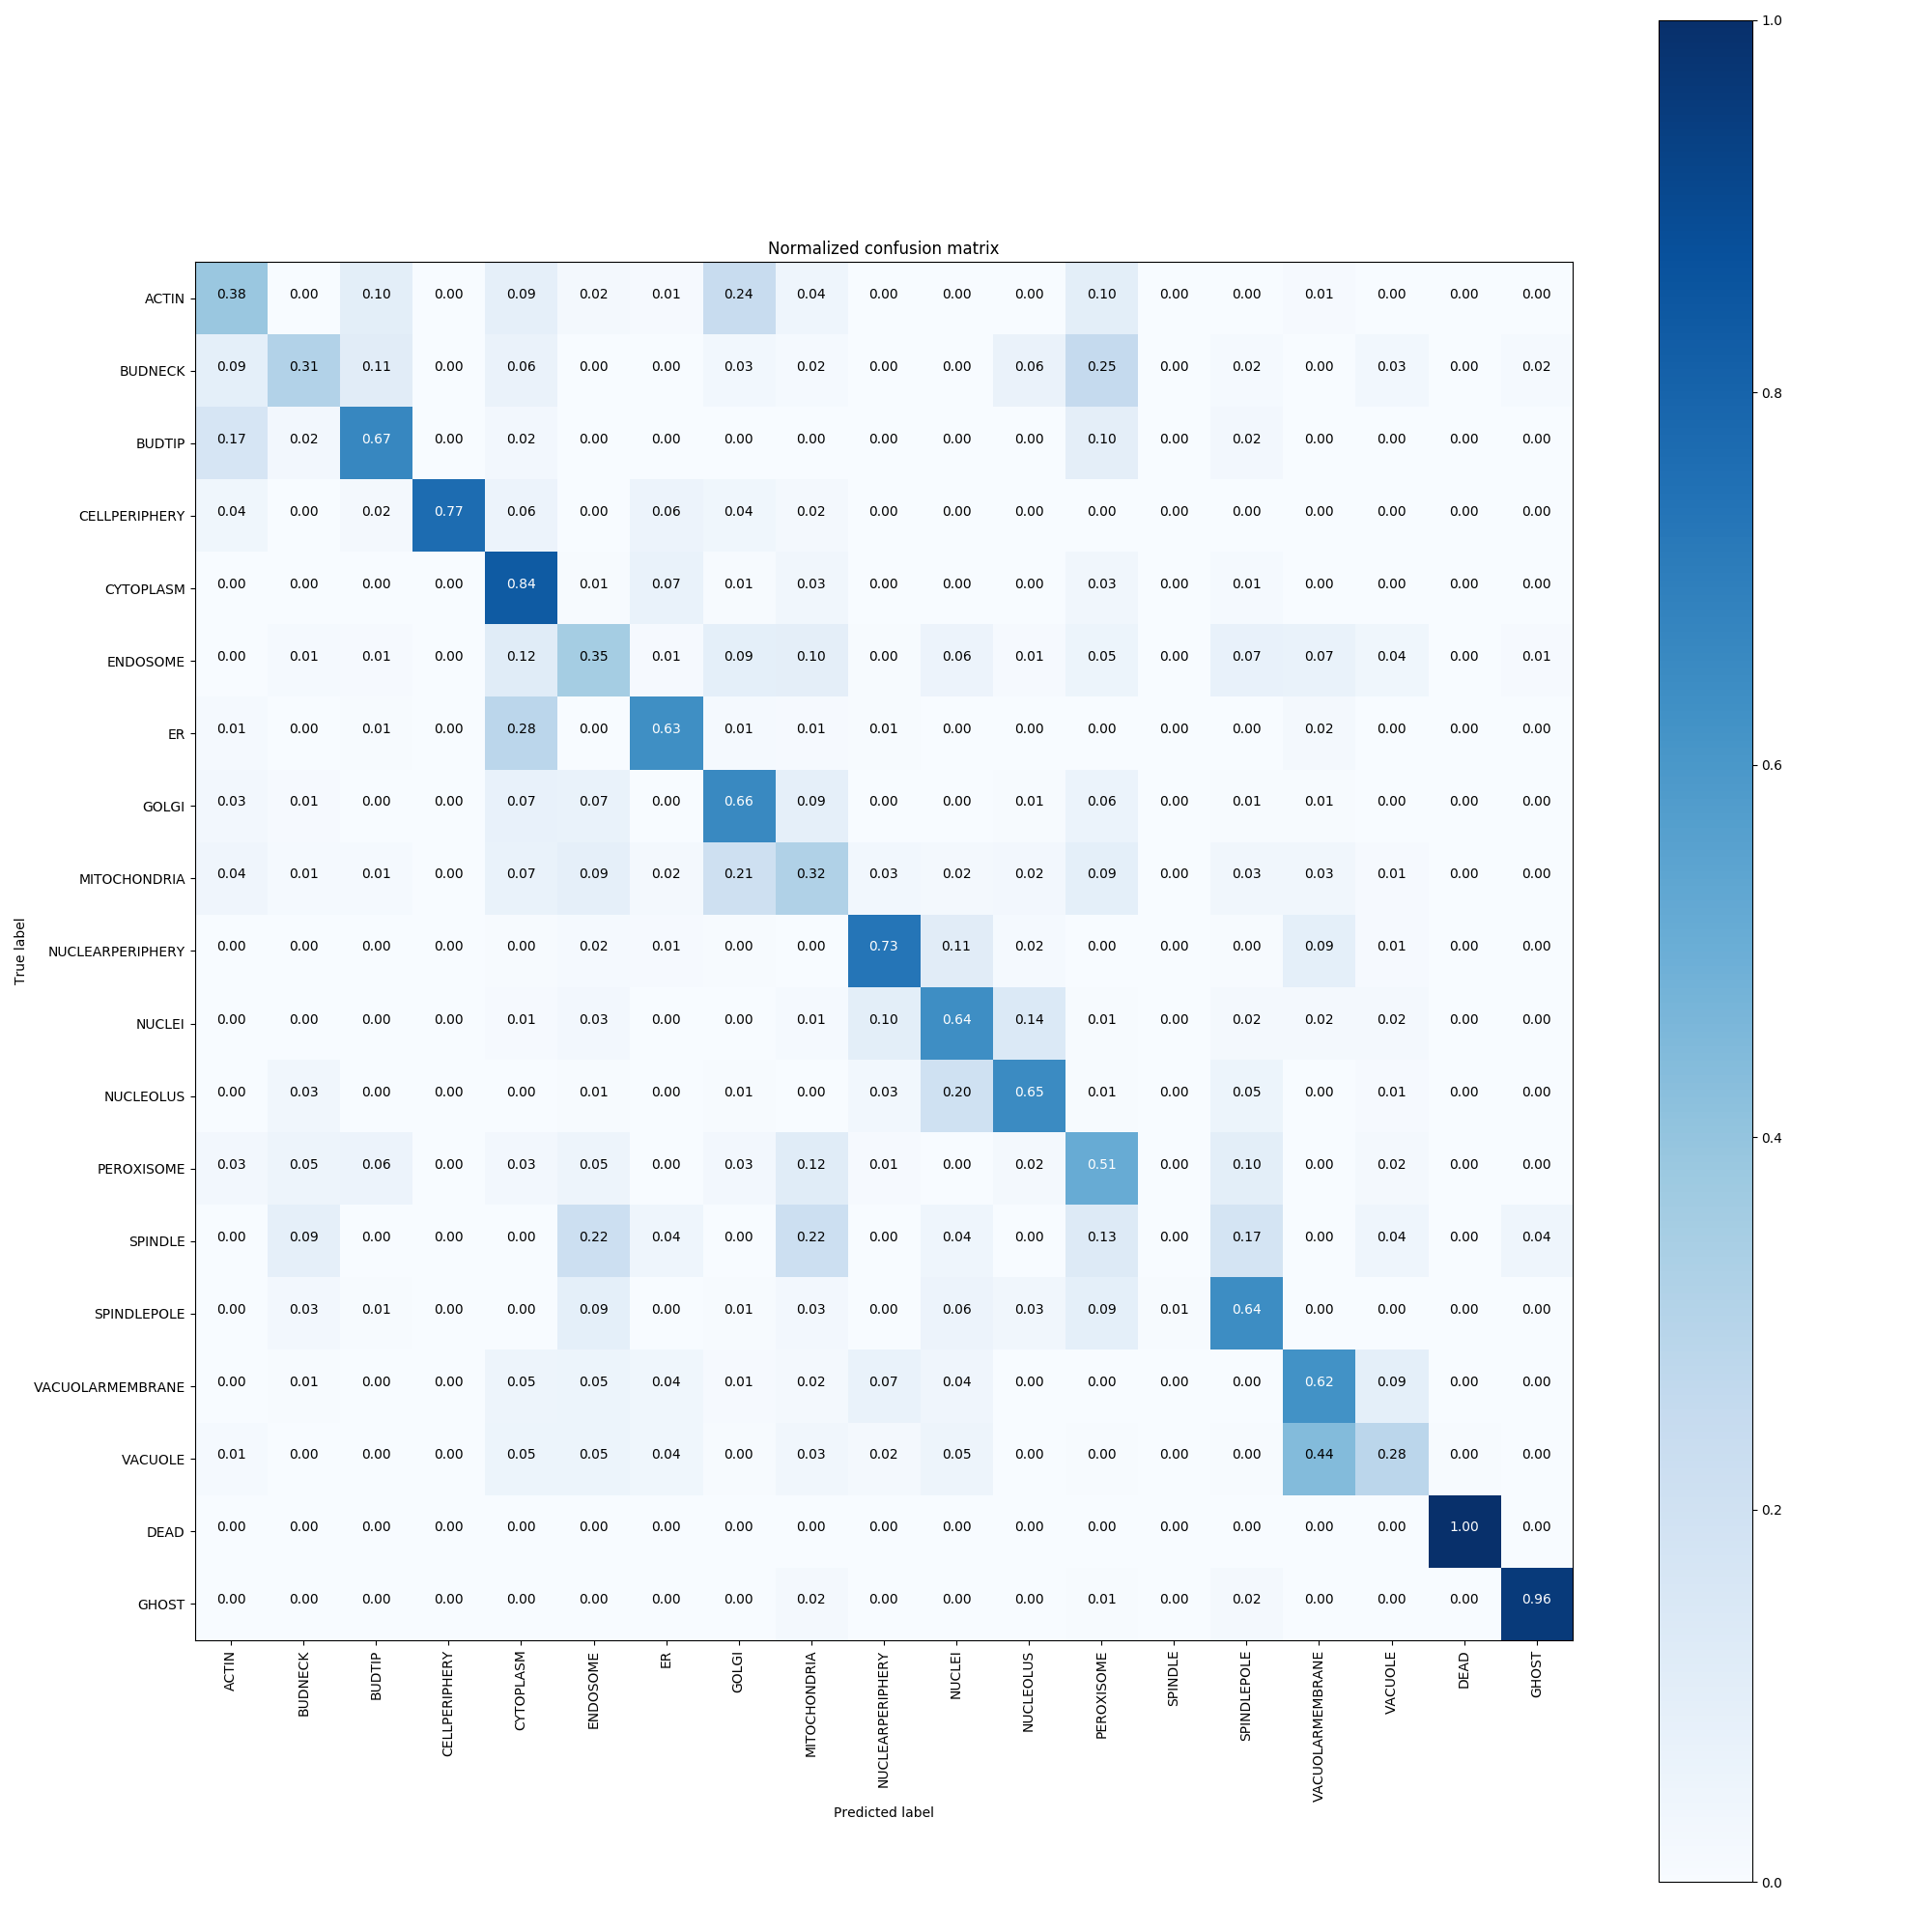 Normalized confusion matrix
1.0
0.8
0.6
0.4
0.2
0.0
True label
ACTIN 0.38 0.00 0.10 0.00 0.09 0.02 0.01 0.24 0.04 0.00 0.00 0.00 0.10 0.00 0.00 0.01 0.00 0.00 0.00
BUDNECK 0.09 0.31 0.11 0.00 0.06 0.00 0.00 0.03 0.02 0.00 0.00 0.06 0.25 0.00 0.02 0.00 0.03 0.00 0.02
BUDTIP 0.17 0.02 0.67 0.00 0.02 0.00 0.00 0.00 0.00 0.00 0.00 0.00 0.10 0.00 0.02 0.00 0.00 0.00 0.00
CELLPERIPHERY 0.04 0.00 0.02 0.77 0.06 0.00 0.06 0.04 0.02 0.00 0.00 0.00 0.00 0.00 0.00 0.00 0.00 0.00 0.00
CYTOPLASM 0.00 0.00 0.00 0.00 0.84 0.01 0.07 0.01 0.03 0.00 0.00 0.00 0.03 0.00 0.01 0.00 0.00 0.00 0.00
ENDOSOME 0.00 0.01 0.01 0.00 0.12 0.35 0.01 0.09 0.10 0.00 0.06 0.01 0.05 0.00 0.07 0.07 0.04 0.00 0.01
ER 0.01 0.00 0.01 0.00 0.28 0.00 0.63 0.01 0.01 0.01 0.00 0.00 0.00 0.00 0.00 0.02 0.00 0.00 0.00
GOLGI 0.03 0.01 0.00 0.00 0.07 0.07 0.00 0.66 0.09 0.00 0.00 0.01 0.06 0.00 0.01 0.01 0.00 0.00 0.00
MITOCHONDRIA 0.04 0.01 0.01 0.00 0.07 0.09 0.02 0.21 0.32 0.03 0.02 0.02 0.09 0.00 0.03 0.03 0.01 0.00 0.00
NUCLEARPERIPHERY 0.00 0.00 0.00 0.00 0.00 0.02 0.01 0.00 0.00 0.73 0.11 0.02 0.00 0.00 0.00 0.09 0.01 0.00 0.00
NUCLEI 0.00 0.00 0.00 0.00 0.01 0.03 0.00 0.00 0.01 0.10 0.64 0.14 0.01 0.00 0.02 0.02 0.02 0.00 0.00
NUCLEOLUS 0.00 0.03 0.00 0.00 0.00 0.01 0.00 0.01 0.00 0.03 0.20 0.65 0.01 0.00 0.05 0.00 0.01 0.00 0.00
PEROXISOME 0.03 0.05 0.06 0.00 0.03 0.05 0.00 0.03 0.12 0.01 0.00 0.02 0.51 0.00 0.10 0.00 0.02 0.00 0.00
SPINDLE 0.00 0.09 0.00 0.00 0.00 0.22 0.04 0.00 0.22 0.00 0.04 0.00 0.13 0.00 0.17 0.00 0.04 0.00 0.04
SPINDLEPOLE 0.00 0.03 0.01 0.00 0.00 0.09 0.00 0.01 0.03 0.00 0.06 0.03 0.09 0.01 0.64 0.00 0.00 0.00 0.00
VACUOLARMEMBRANE 0.00 0.01 0.00 0.00 0.05 0.05 0.04 0.01 0.02 0.07 0.04 0.00 0.00 0.00 0.00 0.62 0.09 0.00 0.00
VACUOLE 0.01 0.00 0.00 0.00 0.05 0.05 0.04 0.00 0.03 0.02 0.05 0.00 0.00 0.00 0.00 0.44 0.28 0.00 0.00
DEAD 0.00 0.00 0.00 0.00 0.00 0.00 0.00 0.00 0.00 0.00 0.00 0.00 0.00 0.00 0.00 0.00 0.00 1.00 0.00
GHOST 0.00 0.00 0.00 0.00 0.00 0.00 0.00 0.00 0.02 0.00 0.00 0.00 0.01 0.00 0.02 0.00 0.00 0.00 0.96
ACTIN
BUDNECK
BUDTIP
CELLPERIPHERY
CYTOPLASM
ENDOSOME
ER
GOLGI
MITOCHONDRIA
NUCLEARPERIPHERY
NUCLEI
NUCLEOLUS
PEROXISOME
SPINDLE
SPINDLEPOLE
VACUOLARMEMBRANE
VACUOLE
DEAD
GHOST
Predicted label